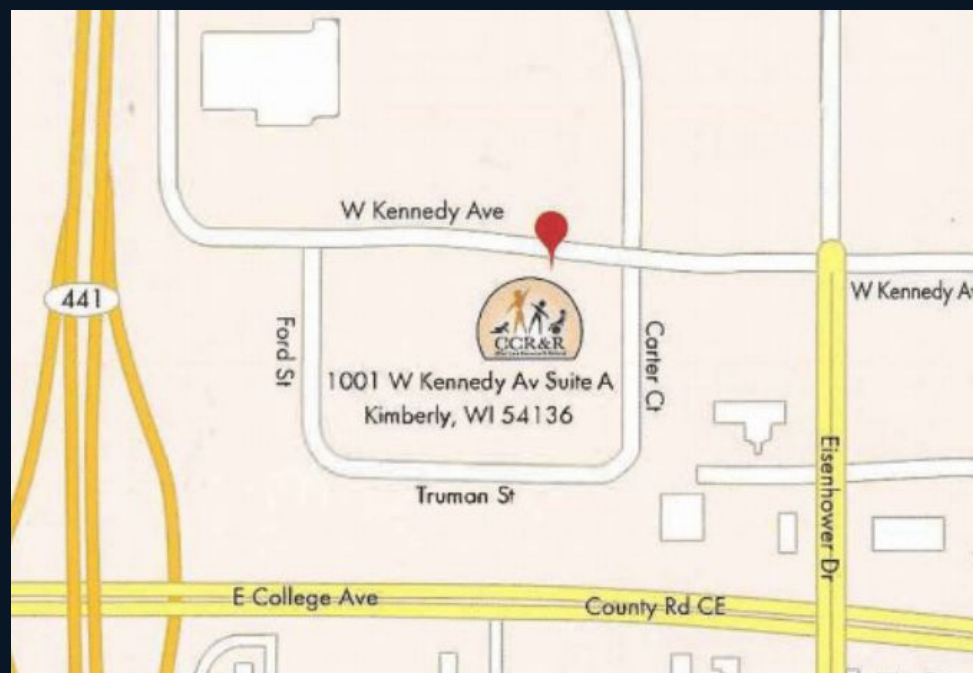 W Kennedy Ave
441
W Kennedy Av
Ford St
Carter Ct
CCR&R
1001 W Kennedy Av Suite A
Kimberly, WI 54136
Truman St
Eisenhower Dr
E College Ave
County Rd CE